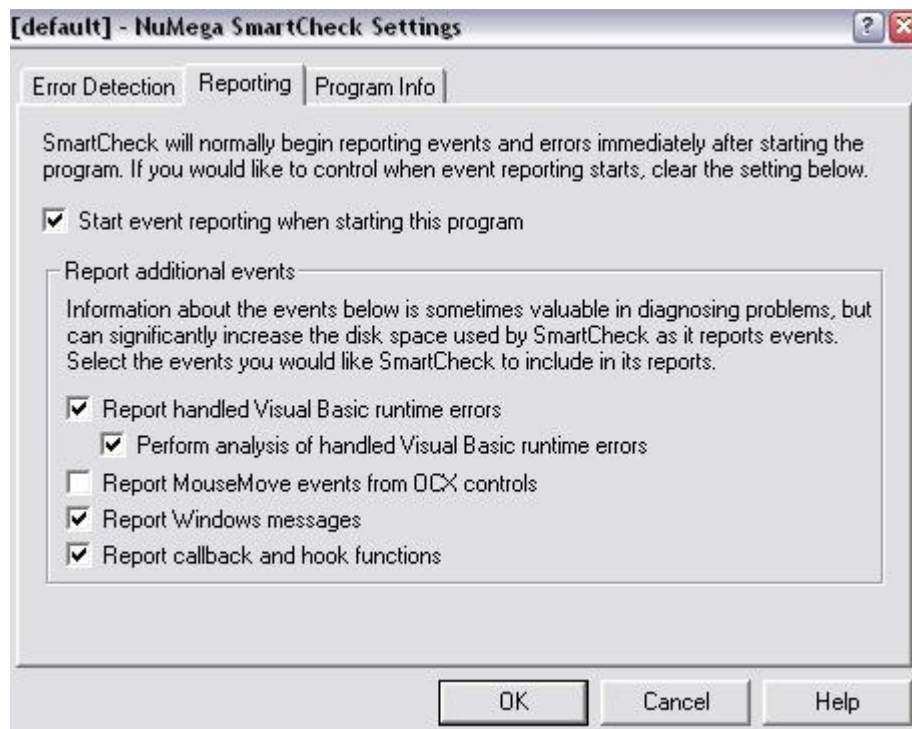 [default] - NuMega SmartCheck Settings
Error Detection
Reporting
Program Info
SmartCheck will normally begin reporting events and errors immediately after starting the
program. If you would like to control when event reporting starts, clear the setting below.
Start event reporting when starting this program
Report additional events
Information about the events below is sometimes valuable in diagnosing problems, but
can significantly increase the disk space used by SmartCheck as it reports events.
Select the events you would like SmartCheck to include in its reports.
Report handled Visual Basic runtime errors
Perform analysis of handled Visual Basic runtime errors
Report MouseMove events from OCX controls
Report Windows messages
Report callback and hook functions
OK
Cancel
Help